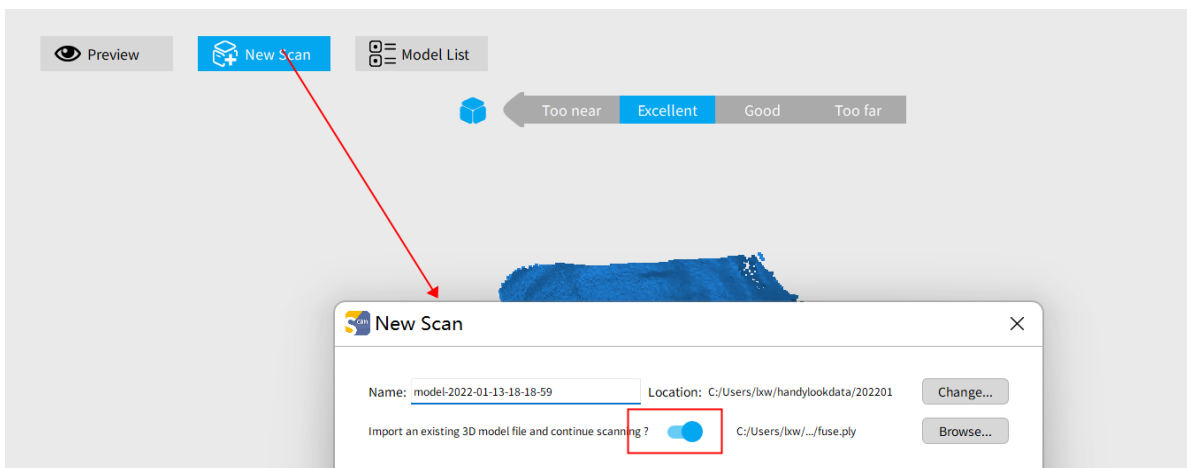 Preview New Scan Model List
Too near Excellent Good Too far
Scan New Scan
Name: model-2022-01-13-18-18-59 Location: C:/Users/lxw/handylookdata/202201 Change...
Import an existing 3D model file and continue scanning ? C:/Users/lxw/.../fuse.ply Browse...